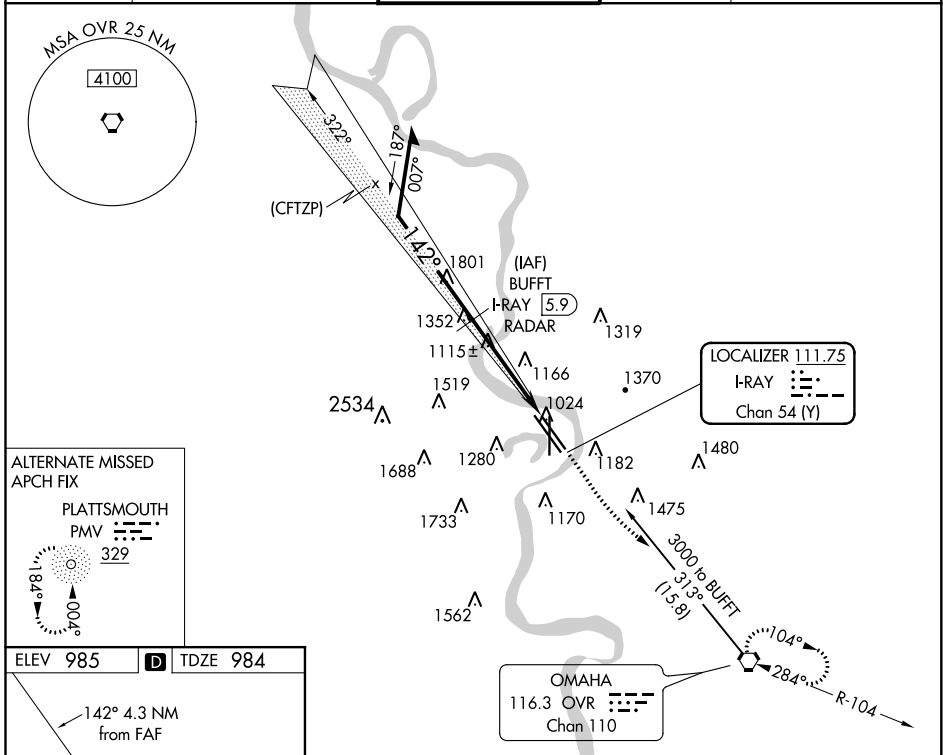 MSA OVR 25 NM
4100
322°
187°
007°
(CFTZP)
142°
1801
(IAF)
BUFFT
I-RAY 5.9
RADAR
1352
1319
1115±
1166
1519
1370
2534
1024
LOCALIZER 111.75
I-RAY
Chan 54 (Y)
1280
1182
1480
1688
1475
1733
1170
ALTERNATE MISSED
APCH FIX
PLATTSMOUTH
PMV
329
184°
004°
3000 to BUFFT
313°
(15.8)
1562
104°
284°
R-104
OMAHA
116.3 OVR
Chan 110
ELEV 985 D TDZE 984
142° 4.3 NM
from FAF